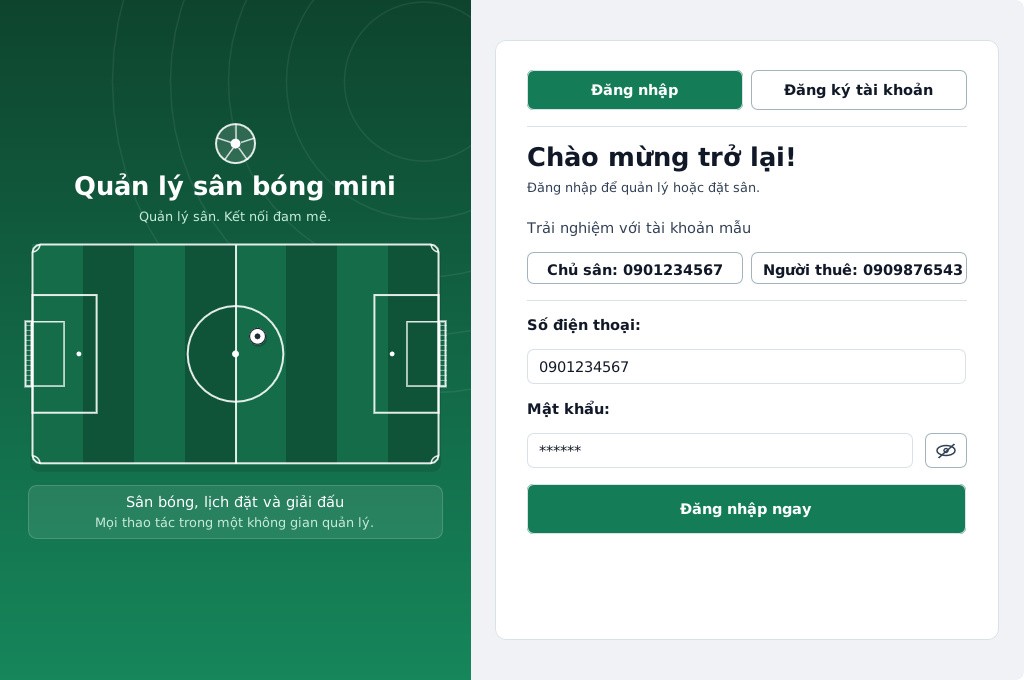 Quản lý sân bóng mini
Quản lý sân. Kết nối đam mê.
Sân bóng, lịch đặt và giải đấu
Mọi thao tác trong một không gian quản lý.
Đăng nhập
Đăng ký tài khoản
Chào mừng trở lại!
Đăng nhập để quản lý hoặc đặt sân.
Trải nghiệm với tài khoản mẫu
Chủ sân: 0901234567
Người thuê: 0909876543
Số điện thoại:
0901234567
Mật khẩu:
******
Đăng nhập ngay